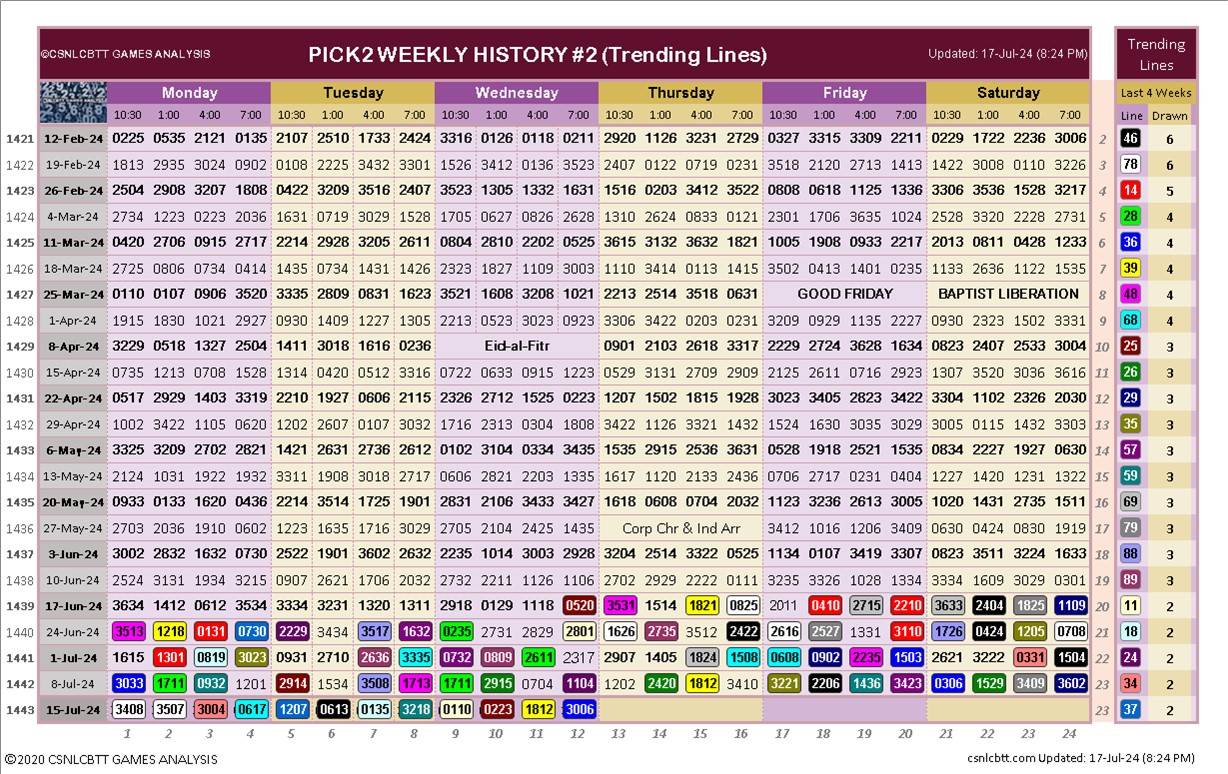 ©CSNLCBTT GAMES ANALYSIS PICK2 WEEKLY HISTORY #2 (Trending Lines) Updated: 17-Jul-24 (8:24 PM) Trending Lines
Monday Tuesday Wednesday Thursday Friday Saturday Last 4 Weeks
10:30 1:00 4:00 7:00 10:30 1:00 4:00 7:00 10:30 1:00 4:00 7:00 10:30 1:00 4:00 7:00 10:30 1:00 4:00 7:00 10:30 1:00 4:00 7:00 Line Drawn
1421 12-Feb-24 0225 0535 2121 0135 2107 2510 1733 2424 3316 0126 0118 0211 2920 1126 3231 2729 0327 3315 3309 2211 0229 1722 2236 3006 2 46 6
1422 19-Feb-24 1813 2935 3024 0902 0108 2225 3432 3301 1526 3412 0136 3523 2407 0122 0719 2231 3518 2120 2713 1413 1422 3008 0110 3226 3 78 6
1423 26-Feb-24 2504 2908 3207 1808 0422 3209 3516 2407 3523 1305 1332 1631 1516 0203 3412 3522 0808 0618 1125 1336 3306 3536 1528 3217 4 14 5
1424 4-Mar-24 2734 1223 0223 2036 1631 0719 3029 1528 1705 0627 0826 2628 1310 2624 0833 0121 2301 1706 3635 1024 2528 3320 2228 2731 5 28 4
1425 11-Mar-24 0420 2706 0915 2717 2214 2928 3205 2611 0804 2810 2202 0525 3615 3132 3632 1821 1005 1908 0933 2217 2013 0811 0428 1233 6 36 4
1426 18-Mar-24 2725 0806 0734 0414 1435 0734 1431 1429 2323 1827 1109 3003 1110 3414 0113 1415 3502 0413 1401 0235 1133 2636 1122 1535 7 39 4
1427 25-Mar-24 0110 0107 0906 3520 3335 2809 0831 1623 3521 1608 3208 1021 2213 2514 3518 0631 GOOD FRIDAY BAPTIST LIBERATION 8 48 4
1428 1-Apr-24 1915 1830 1021 2927 0930 1409 1227 1305 2213 0523 3023 0923 3306 3422 0203 0231 3209 0929 1135 2227 0930 2323 1502 3331 9 68 4
1429 8-Apr-24 3229 0518 1327 2504 1411 3018 1616 0236 Eid-al-Fitr 0901 2103 2618 3317 2229 2724 3628 1634 0823 2407 2533 3004 10 25 3
1430 15-Apr-24 0735 1213 0708 1528 1314 0420 0512 3316 0722 0633 0915 1223 0529 3131 2709 2909 2125 2611 0716 2923 1307 3520 3036 3616 11 26 3
1431 22-Apr-24 0517 2929 1403 3319 2210 1927 0606 2115 2326 2712 1525 0223 1207 1502 1815 1928 3023 3405 2823 3422 3304 1102 2326 2030 12 29 3
1432 29-Apr-24 1002 3422 1105 0620 1202 2607 0107 3032 1716 2313 0304 1808 3422 1126 3321 1432 1524 1630 3035 3029 3005 0115 1432 3303 13 35 3
1433 6-May-24 3325 3209 2702 2821 1421 2631 2736 2612 0102 3104 0334 3435 1535 2915 2536 3631 0528 1918 2521 1535 0834 2227 1927 0630 14 57 3
1434 13-May-24 2124 1031 1922 1932 3311 1908 3018 2711 0606 2821 2203 1335 1617 1120 2133 2436 0706 2717 0231 0404 1227 1420 1231 1322 15 59 3
1435 20-May-24 0933 0133 1620 0436 2214 3514 1725 1901 2831 2106 3433 3427 1618 0608 0704 2032 1123 3236 2613 3005 1020 1431 2735 1511 16 69 3
1436 27-May-24 2703 2036 1910 0602 1223 1635 1716 3029 2705 2104 2425 1435 Corp Chr & Ind Arr 3412 1016 1206 3409 0630 0424 0830 1919 17 79 3
1437 3-Jun-24 3002 2832 1632 0730 2522 1901 3602 2632 2235 1014 3003 2928 3204 2514 3322 0525 1134 0107 3419 3307 0823 3511 3224 1633 18 88 3
1438 10-Jun-24 2524 3131 1934 3215 0907 2621 1706 2032 2732 2211 1126 1106 2702 2929 2222 0111 3235 3326 1028 1334 3334 1609 3029 0301 19 89 3
1439 17-Jun-24 3634 1412 0612 3534 3334 3231 1320 1311 2918 0129 1118 0520 3531 1514 1821 0825 2011 0410 2715 2210 3633 2404 1825 1109 20 11 2
1440 24-Jun-24 3513 1218 0131 0730 2229 3434 3517 1632 0235 2731 2829 2801 1626 2735 3512 2422 2616 2527 1331 3110 1726 0424 1205 0708 21 18 2
1441 1-Jul-24 1615 1301 0819 3023 0931 2710 2636 3335 0732 0809 2611 2317 2907 1405 1824 1508 0608 0902 2235 1503 2621 3222 0331 1504 22 24 2
1442 8-Jul-24 3033 1711 0932 1201 2914 1534 3508 1713 1711 2915 0704 1104 1202 2420 1812 3410 3221 2206 1436 3423 0306 1529 3409 3602 23 34 2
1443 15-Jul-24 3408 3507 3004 0617 1207 0613 0135 3218 0110 0223 1812 3006 23 37 2
1 2 3 4 5 6 7 8 9 10 11 12 13 14 15 16 17 18 19 20 21 22 23 24
©2020 CSNLCBTT GAMES ANALYSIS csnlcbtt.com Updated: 17-Jul-24 (8:24 PM)